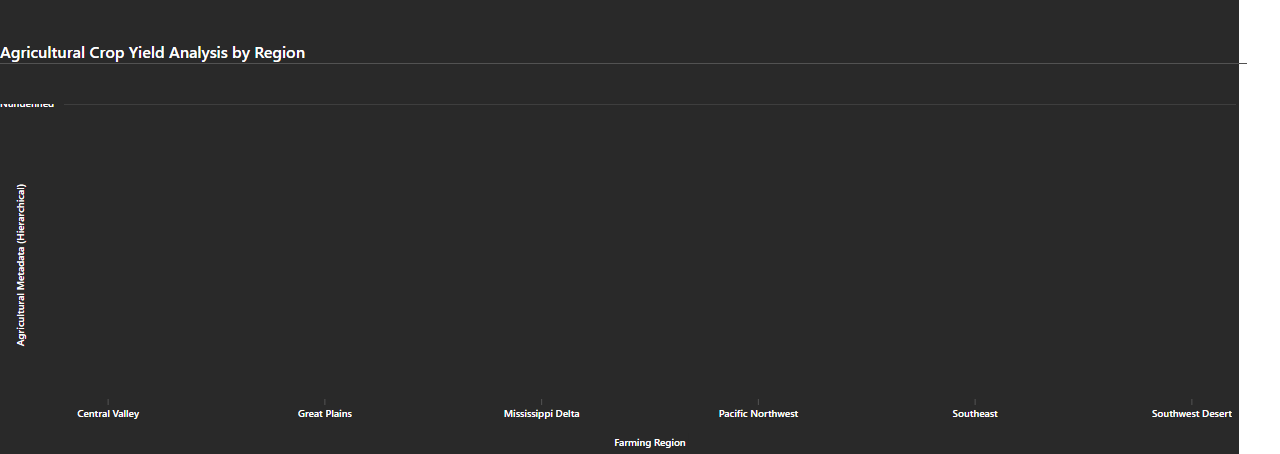 Agricultural Crop Yield Analysis by Region
Agricultural Metadata (Hierarchical)
Central Valley Great Plains Mississippi Delta Pacific Northwest Southeast Southwest Desert
Farming Region